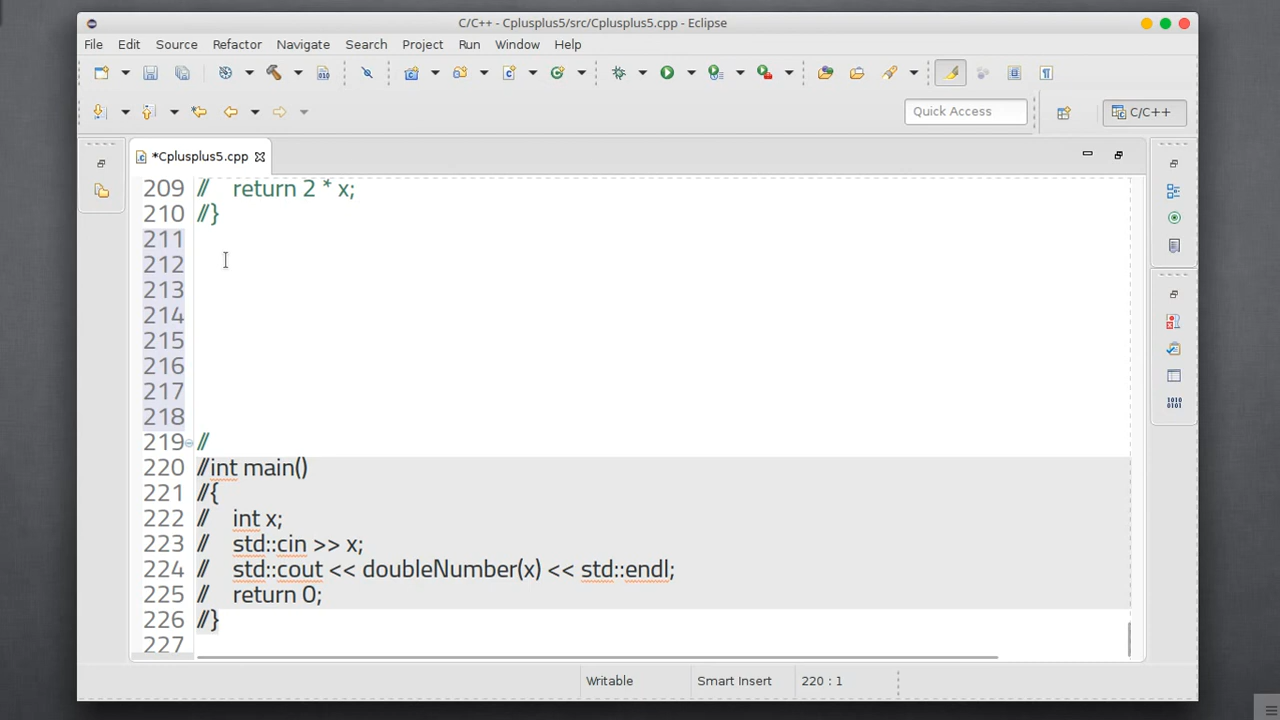 C/C++ - Cplusplus5/src/Cplusplus5.cpp - Eclipse
File Edit Source Refactor Navigate Search Project Run Window Help
010
Quick Access
C/C++
*Cplusplus5.cpp
209 //    return 2 * x;
210 //}
211
212
213
214
215
216
217
218
219 //
220 //int main()
221 //{
222 //    int x;
223 //    std::cin >> x;
224 //    std::cout << doubleNumber(x) << std::endl;
225 //    return 0;
226 //}
227
1010
0101
Writable Smart Insert 220 : 1